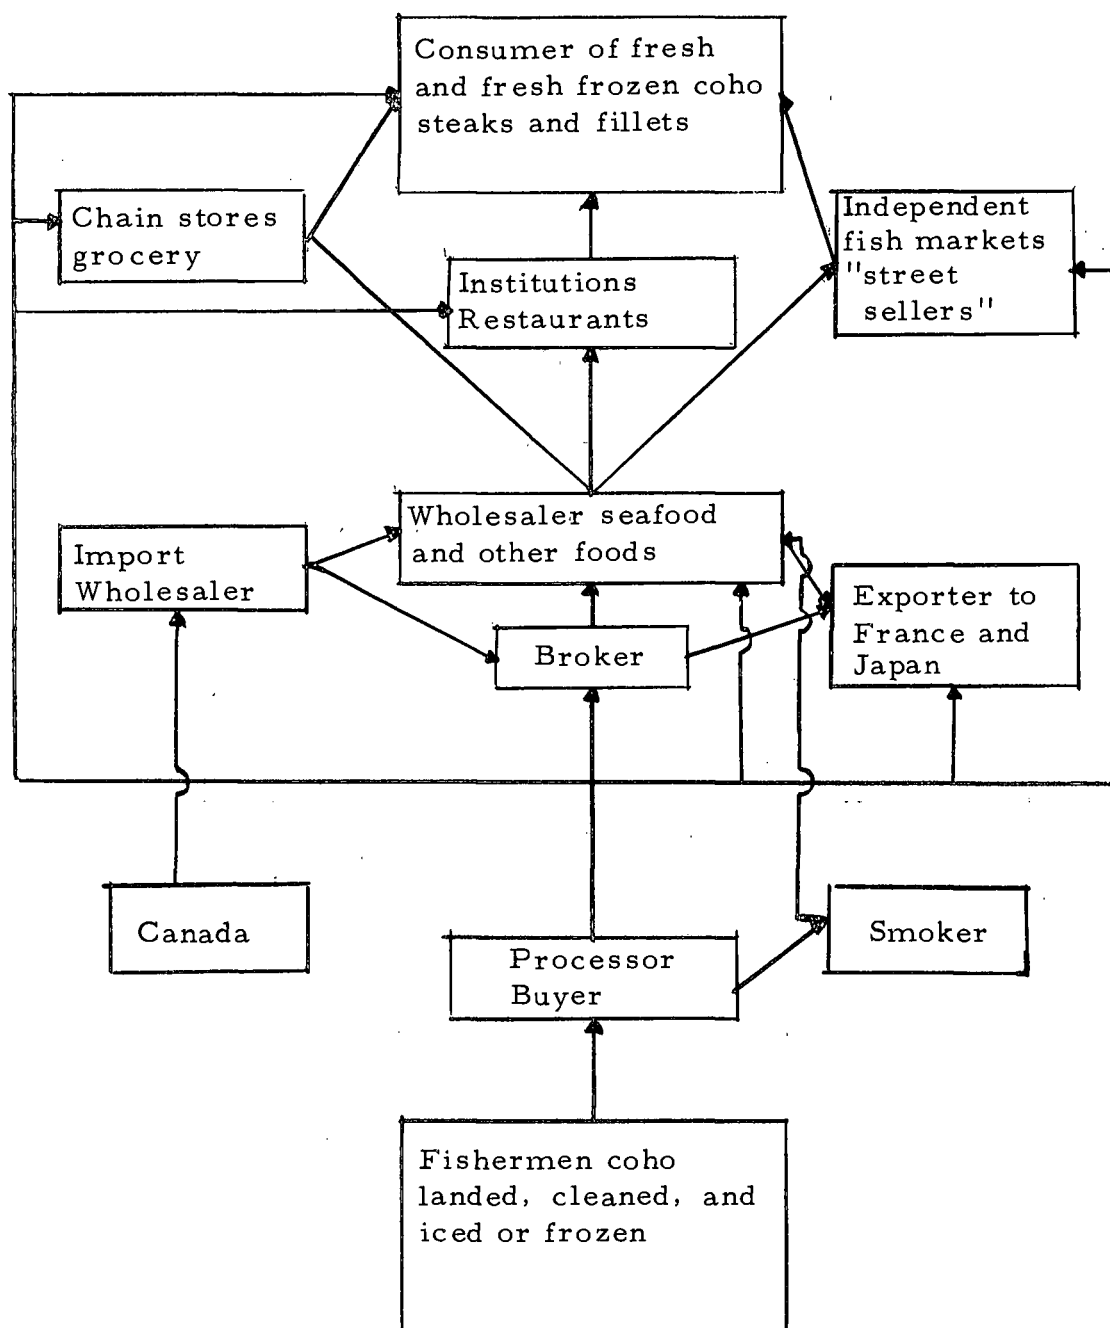 Consumer of fresh
and fresh frozen coho
steaks and fillets
Chain stores
grocery
Independent
fish markets
"street
sellers"
Institutions
Restaurants
Wholesaler seafood
and other foods
Import
Wholesaler
Exporter to
France and
Japan
Broker
Canada
Smoker
Processor
Buyer
Fishermen coho
landed, cleaned, and
iced or frozen